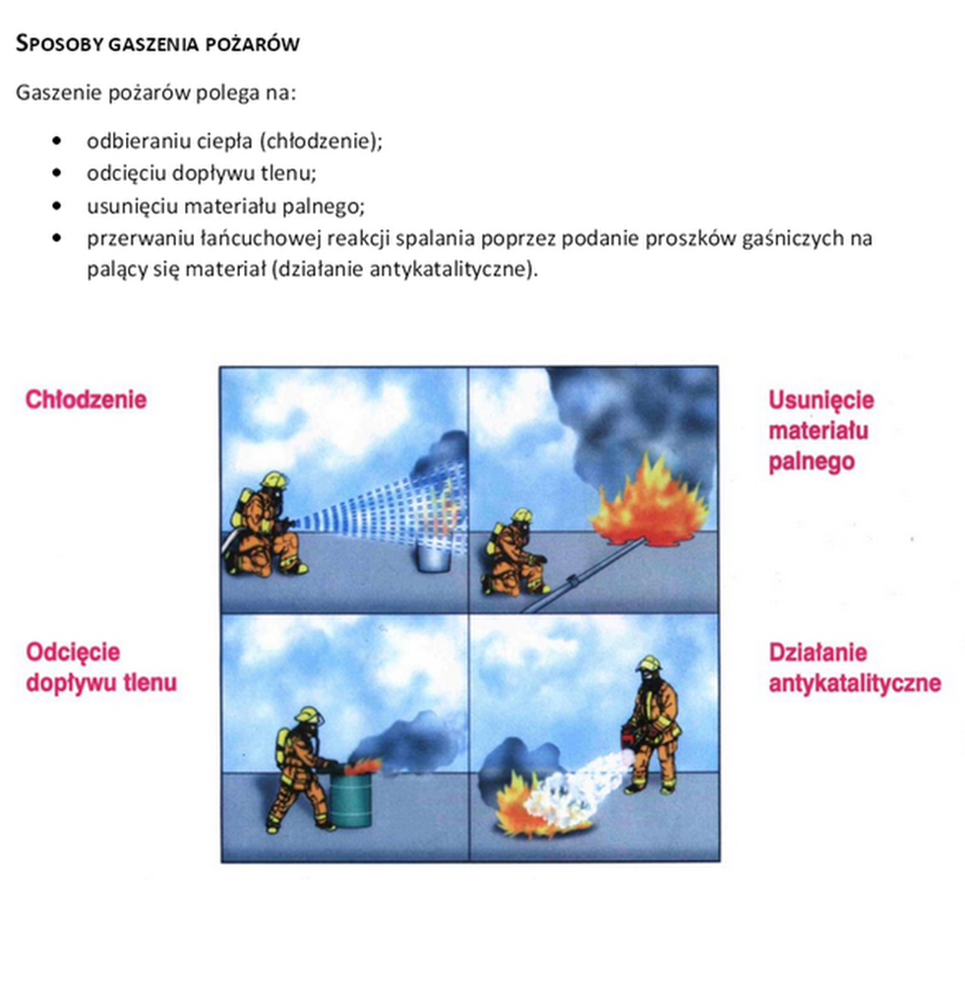 SPOSOBY GASZENIA POŻARÓW
Gaszenie pożarów polega na:
• odbieraniu ciepła (chłodzenie);
• odcięciu dopływu tlenu;
• usunięciu materiału palnego;
• przerwaniu łańcuchowej reakcji spalania poprzez podanie proszków gaśniczych na
palący się materiał (działanie antykatalityczne).
Chłodzenie
Usunięcie
materiału
palnego
Odcięcie
dopływu tlenu
Działanie
antykatalityczne